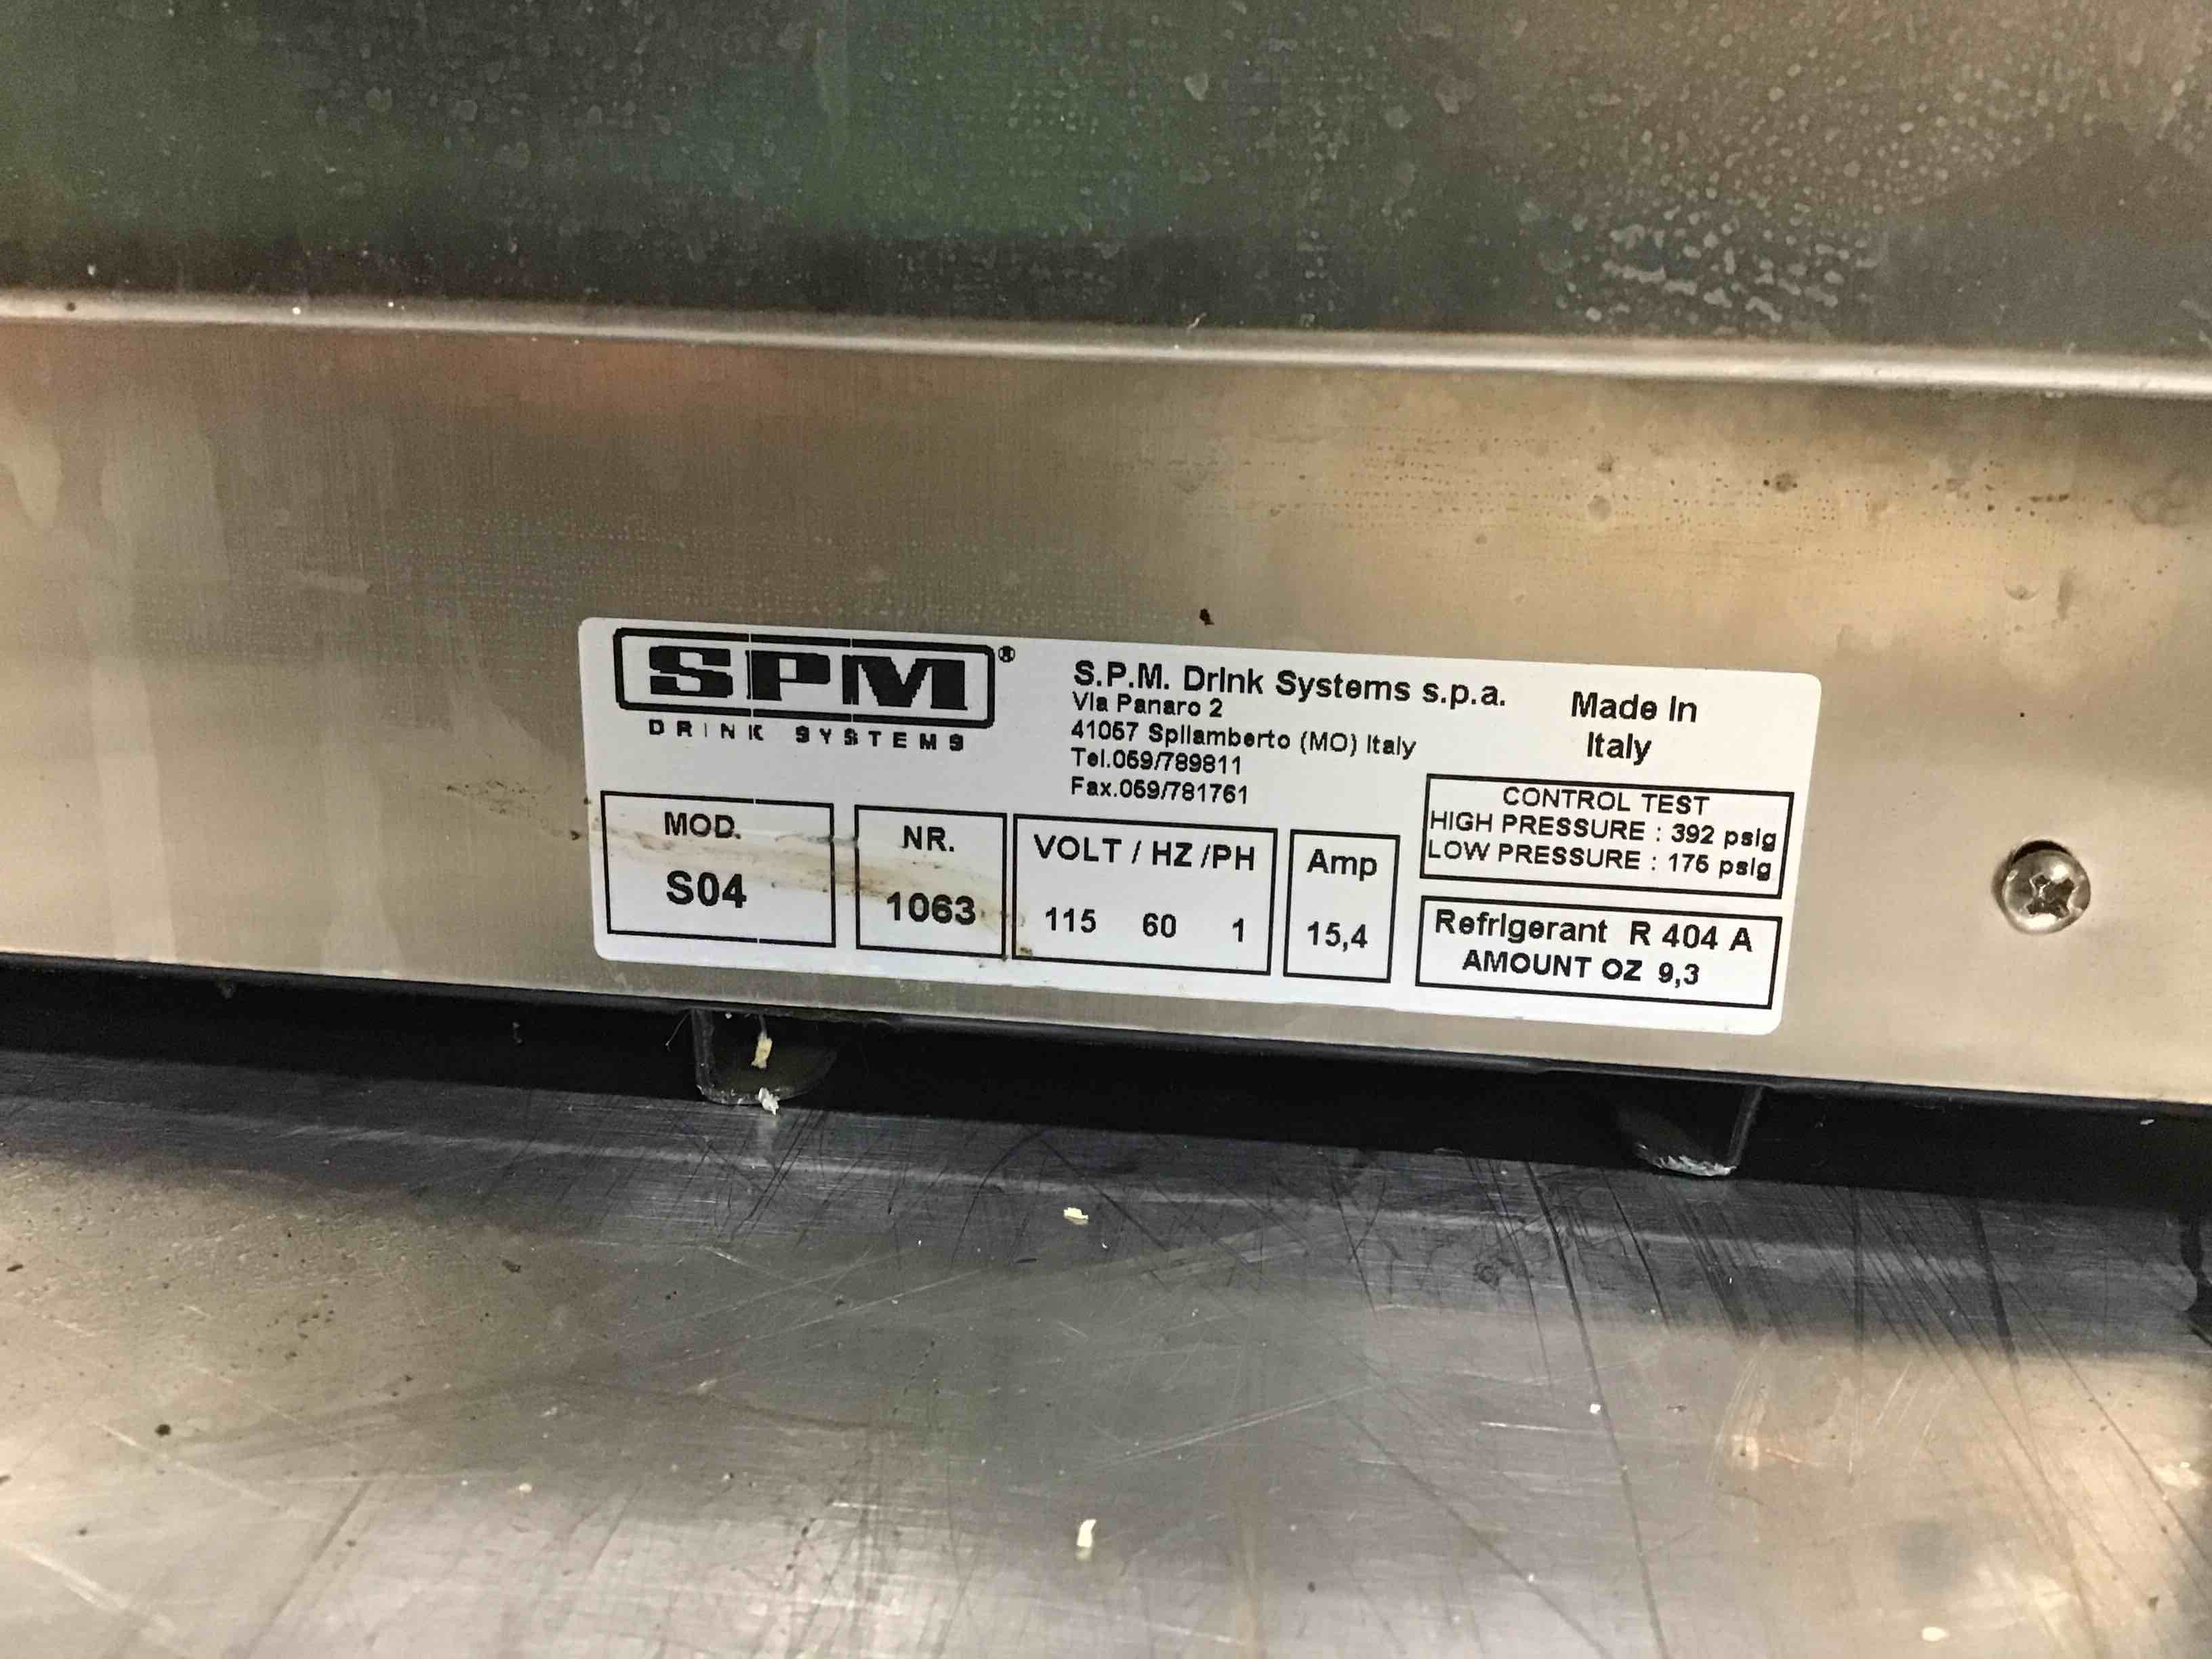 SPM®
DRINK SYSTEMS
S.P.M. Drink Systems s.p.a.
Via Panaro 2
41057 Spilamberto (MO) Italy
Tel.059/789811
Fax.059/781761
Made In
Italy
CONTROL TEST
HIGH PRESSURE : 392 psig
LOW PRESSURE : 175 psig
MOD.
S04
NR.
1063
VOLT / HZ /PH
115 60 1
Amp
15,4
Refrigerant R 404 A
AMOUNT OZ 9,3